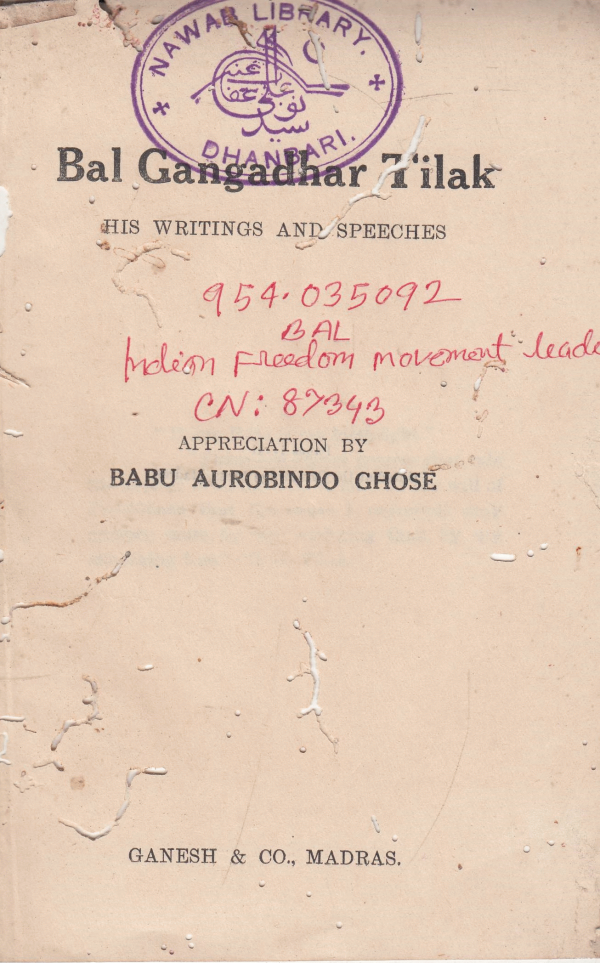 NAWAB LIBRARY.
DHANBARI.
Bal Gangadhar Tilak
HIS WRITINGS AND SPEECHES
954.035092
BAL
Indian Freedom movement leade
CN: 87343
APPRECIATION BY
BABU AUROBINDO GHOSE
GANESH & CO., MADRAS.